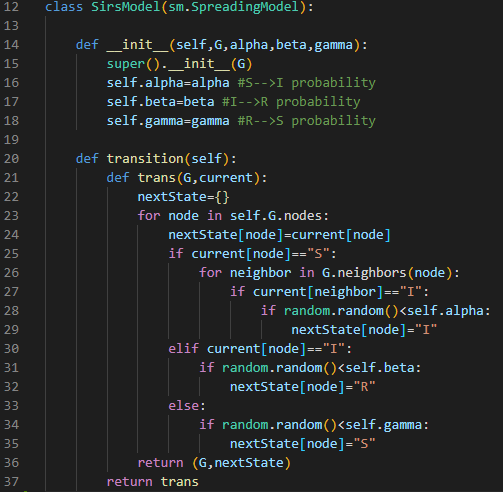 12 class SirsModel(sm.SpreadingModel):
13
14     def __init__(self,G,alpha,beta,gamma):
15         super().__init__(G)
16         self.alpha=alpha #S-->I probability
17         self.beta=beta #I-->R probability
18         self.gamma=gamma #R-->S probability
19
20     def transition(self):
21         def trans(G,current):
22             nextState={}
23             for node in self.G.nodes:
24                 nextState[node]=current[node]
25                 if current[node]=="S":
26                     for neighbor in G.neighbors(node):
27                         if current[neighbor]=="I":
28                             if random.random()<self.alpha:
29                                 nextState[node]="I"
30                 elif current[node]=="I":
31                     if random.random()<self.beta:
32                         nextState[node]="R"
33                 else:
34                     if random.random()<self.gamma:
35                         nextState[node]="S"
36             return (G,nextState)
37         return trans